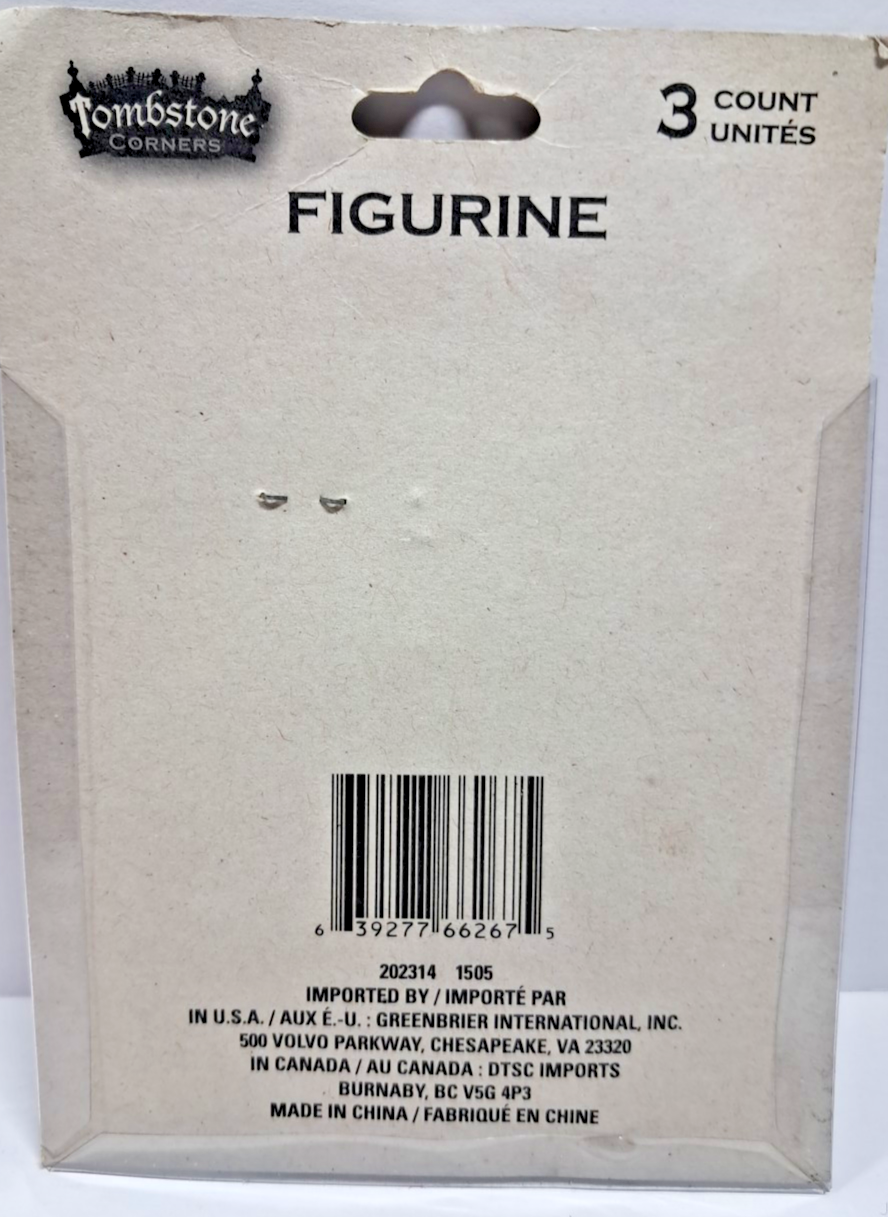 Tombstone
CORNERS
3 COUNT
UNITÉS
FIGURINE
6 39277 66267 5
202314 1505
IMPORTED BY / IMPORTÉ PAR
IN U.S.A. / AUX É.-U. : GREENBRIER INTERNATIONAL, INC.
500 VOLVO PARKWAY, CHESAPEAKE, VA 23320
IN CANADA / AU CANADA : DTSC IMPORTS
BURNABY, BC V5G 4P3
MADE IN CHINA / FABRIQUÉ EN CHINE